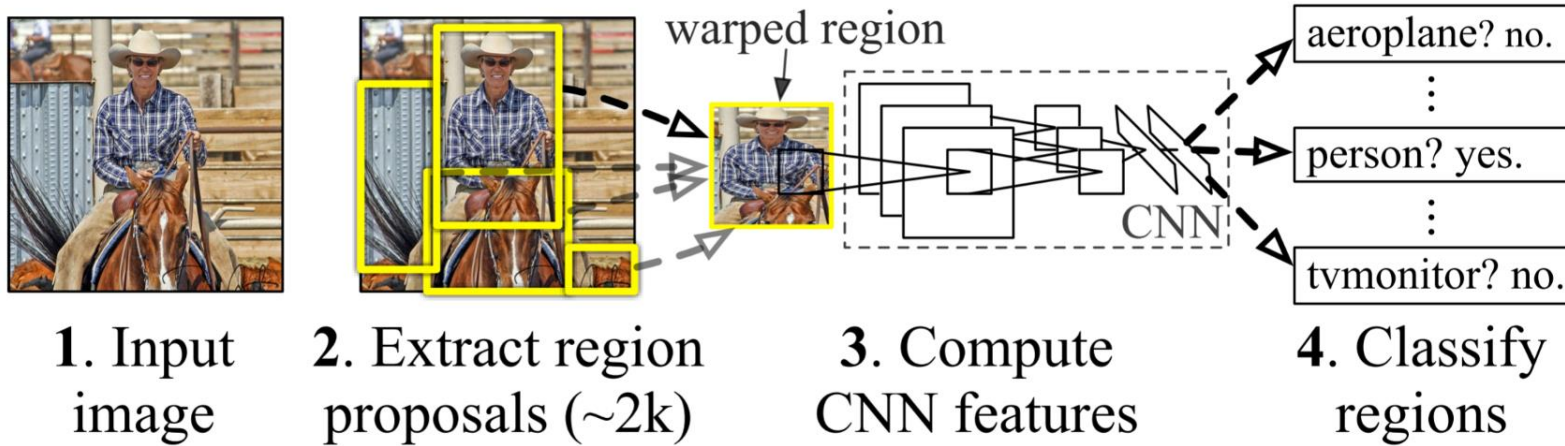 warped region
aeroplane? no.
person? yes.
CNN
tvmonitor? no.
1. Input
image
2. Extract region
proposals (~2k)
3. Compute
CNN features
4. Classify
regions